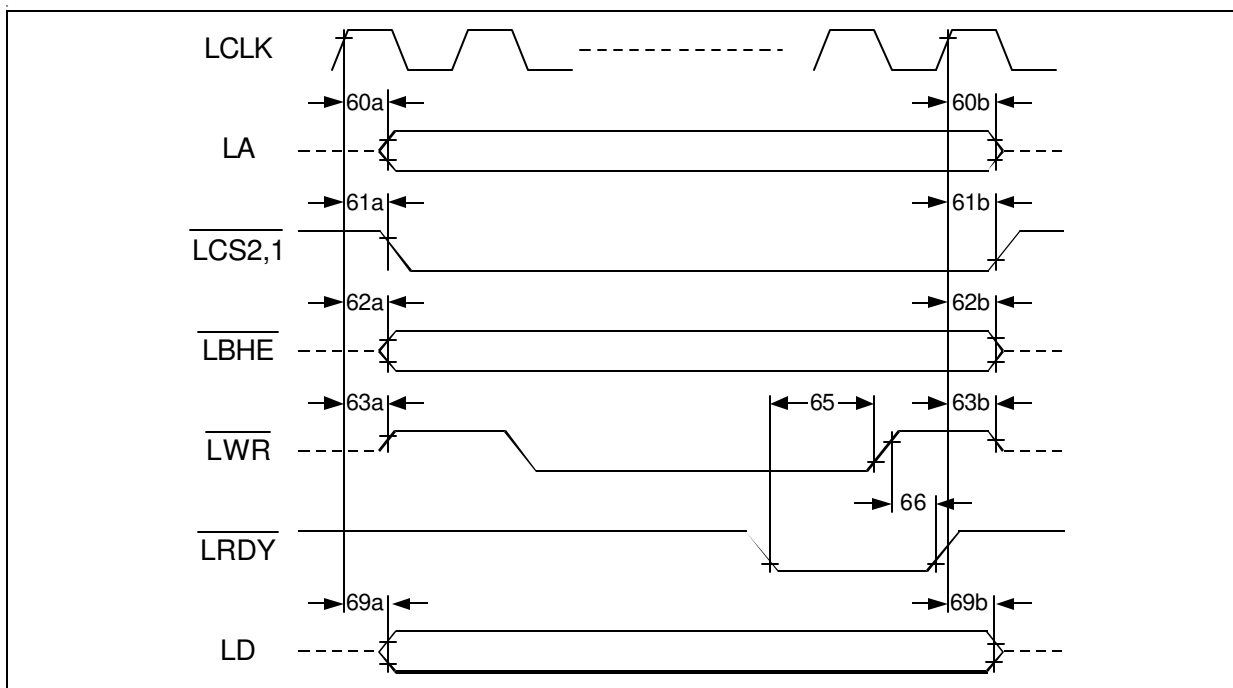 LCLK
60a 60b
LA
61a 61b
LCS2,1
62a 62b
LBHE
63a 65 63b
LWR
66
LRDY
69a 69b
LD